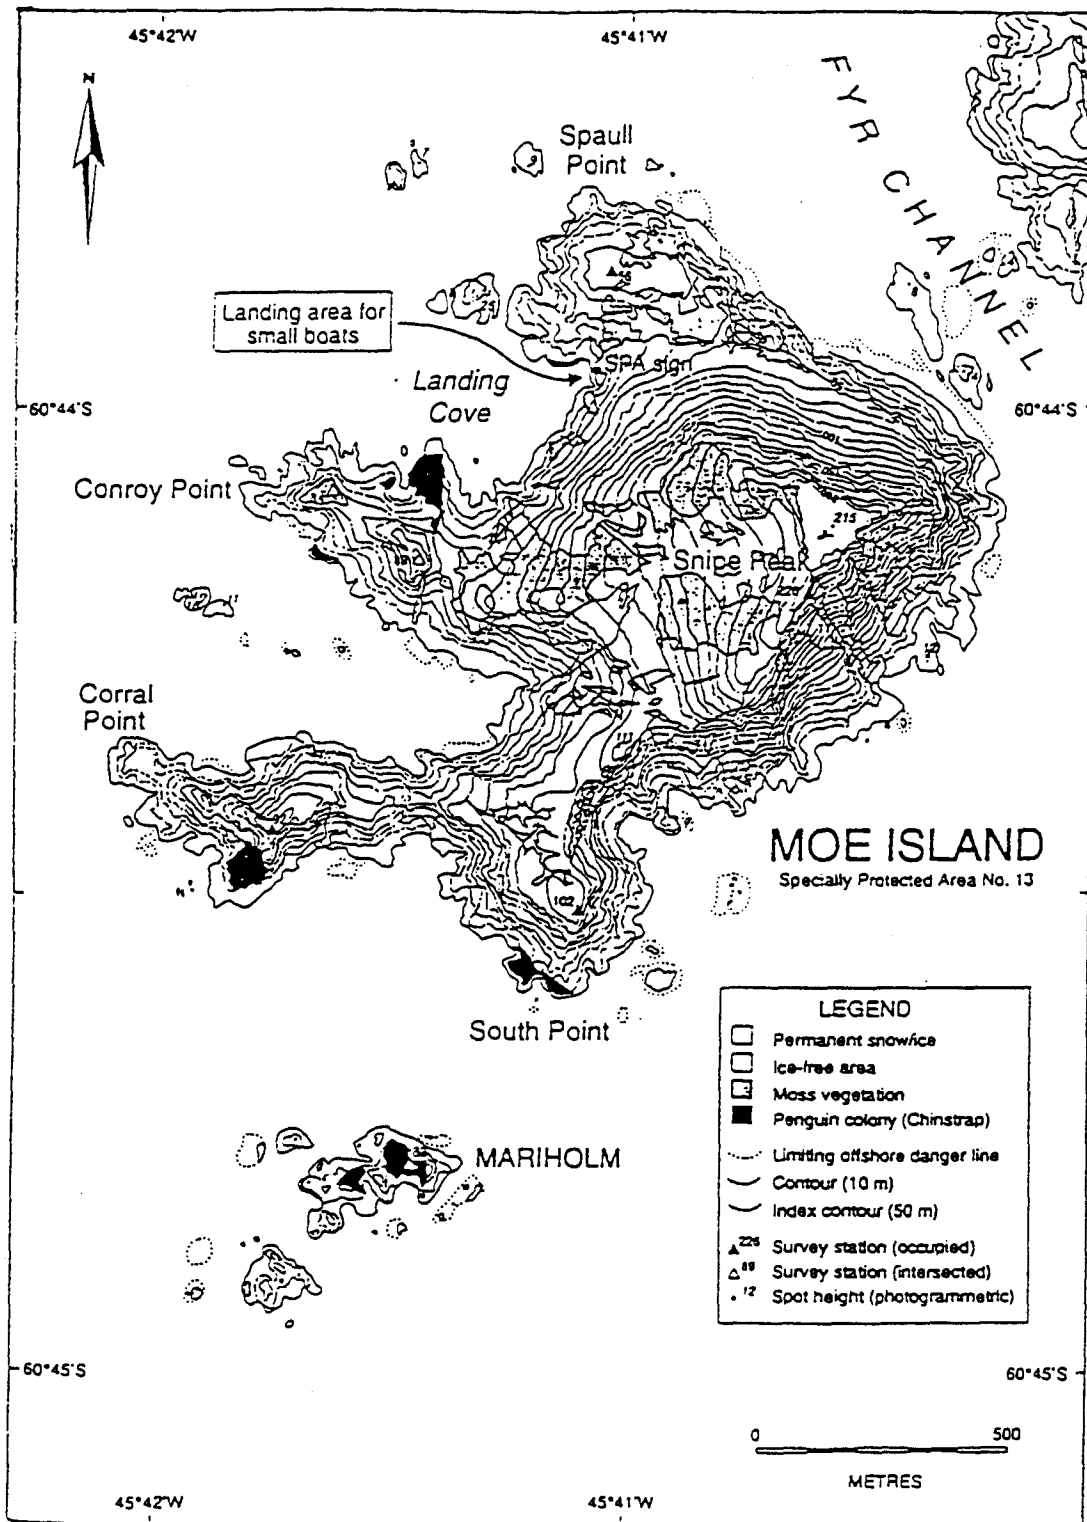 45°42'W
45°41'W
N
FYR CHANNEL
Spaull
Point
Landing area for
small boats
SPA sign
Landing
Cove
60°44'S
60°44'S
Conroy Point
215
Snipe Peak
226
Corral
Point
111
MOE ISLAND
Specially Protected Area No. 13
102
South Point
LEGEND
Permanent snow/ice
Ice-free area
Moss vegetation
Penguin colony (Chinstrap)
Limiting offshore danger line
Contour (10 m)
Index contour (50 m)
226 Survey station (occupied)
89 Survey station (intersected)
12 Spot height (photogrammetric)
MARIHOLM
60°45'S
60°45'S
0
500
METRES
45°42'W
45°41'W